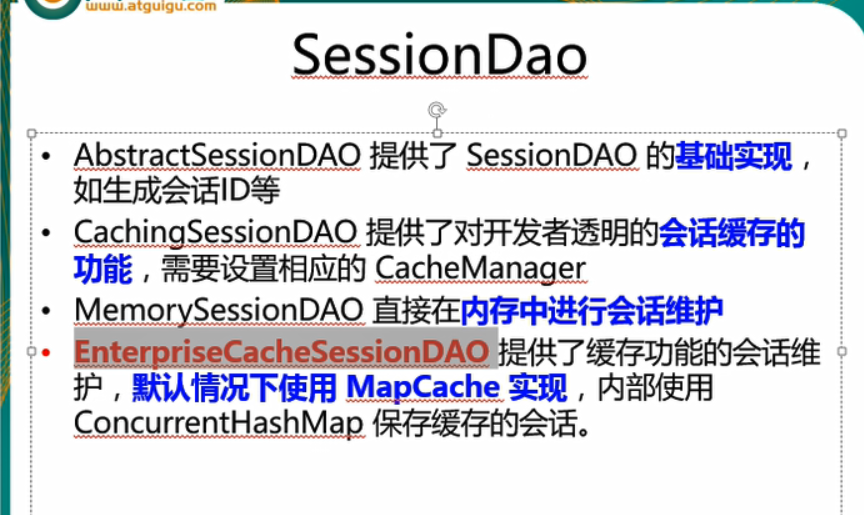 www.atguigu.com
SessionDao
• AbstractSessionDAO 提供了 SessionDAO 的基础实现，
如生成会话ID等
• CachingSessionDAO 提供了对开发者透明的会话缓存的
功能，需要设置相应的 CacheManager
• MemorySessionDAO 直接在内存中进行会话维护
• EnterpriseCacheSessionDAO 提供了缓存功能的会话维
护，默认情况下使用 MapCache 实现，内部使用
ConcurrentHashMap 保存缓存的会话。